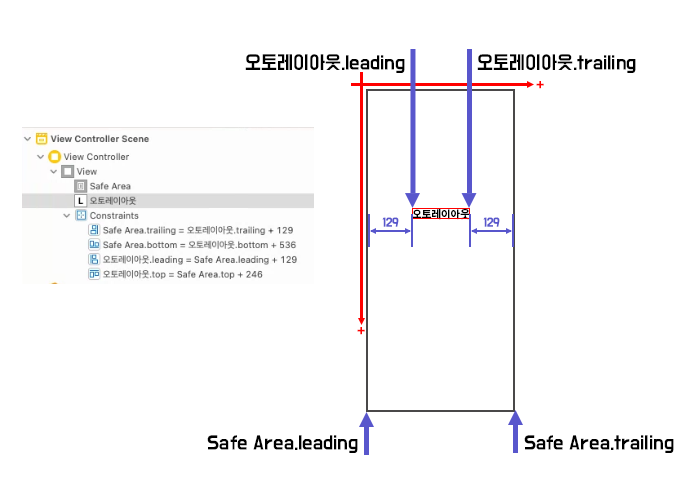 오토레이아웃.leading
오토레이아웃.trailing
+
View Controller Scene
View Controller
View
Safe Area
L 오토레이아웃
Constraints
Safe Area.trailing = 오토레이아웃.trailing + 129
Safe Area.bottom = 오토레이아웃.bottom + 536
오토레이아웃.leading = Safe Area.leading + 129
오토레이아웃.top = Safe Area.top + 246
오토레이아웃
129
129
+
Safe Area.leading
Safe Area.trailing